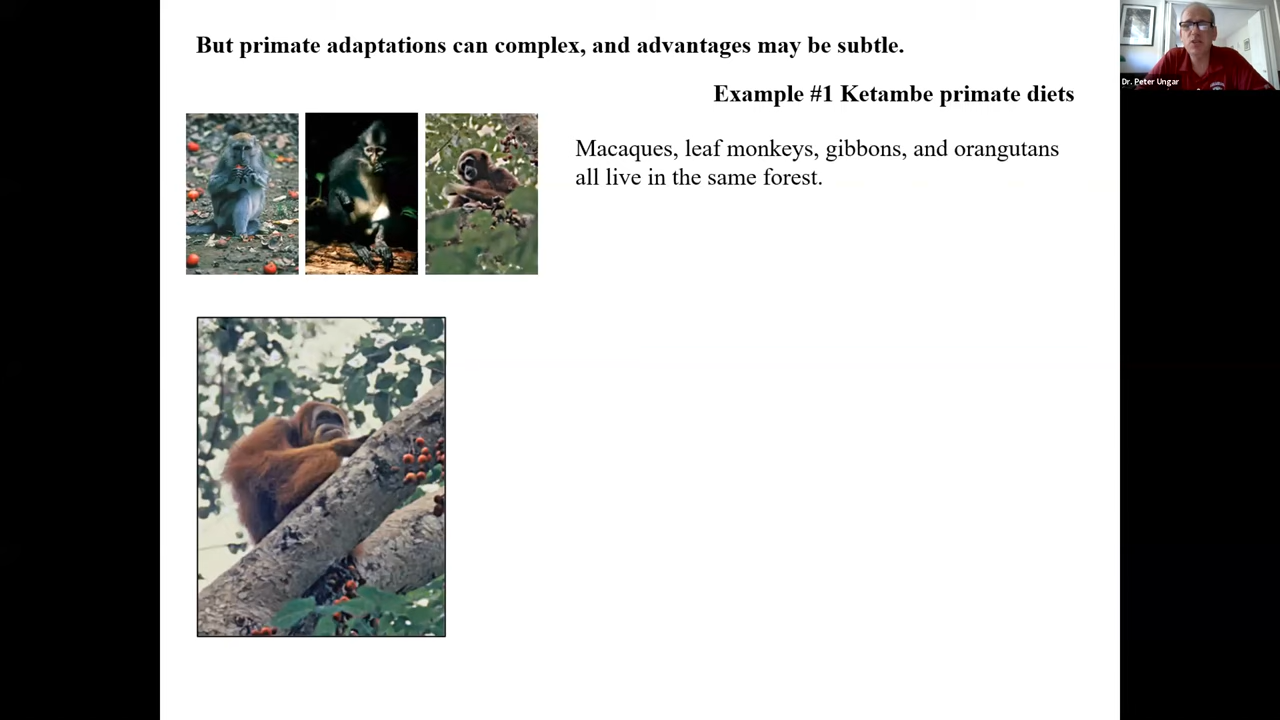 But primate adaptations can complex, and advantages may be subtle.
Example #1 Ketambe primate diets
Macaques, leaf monkeys, gibbons, and orangutans
all live in the same forest.
Dr. Peter Ungar